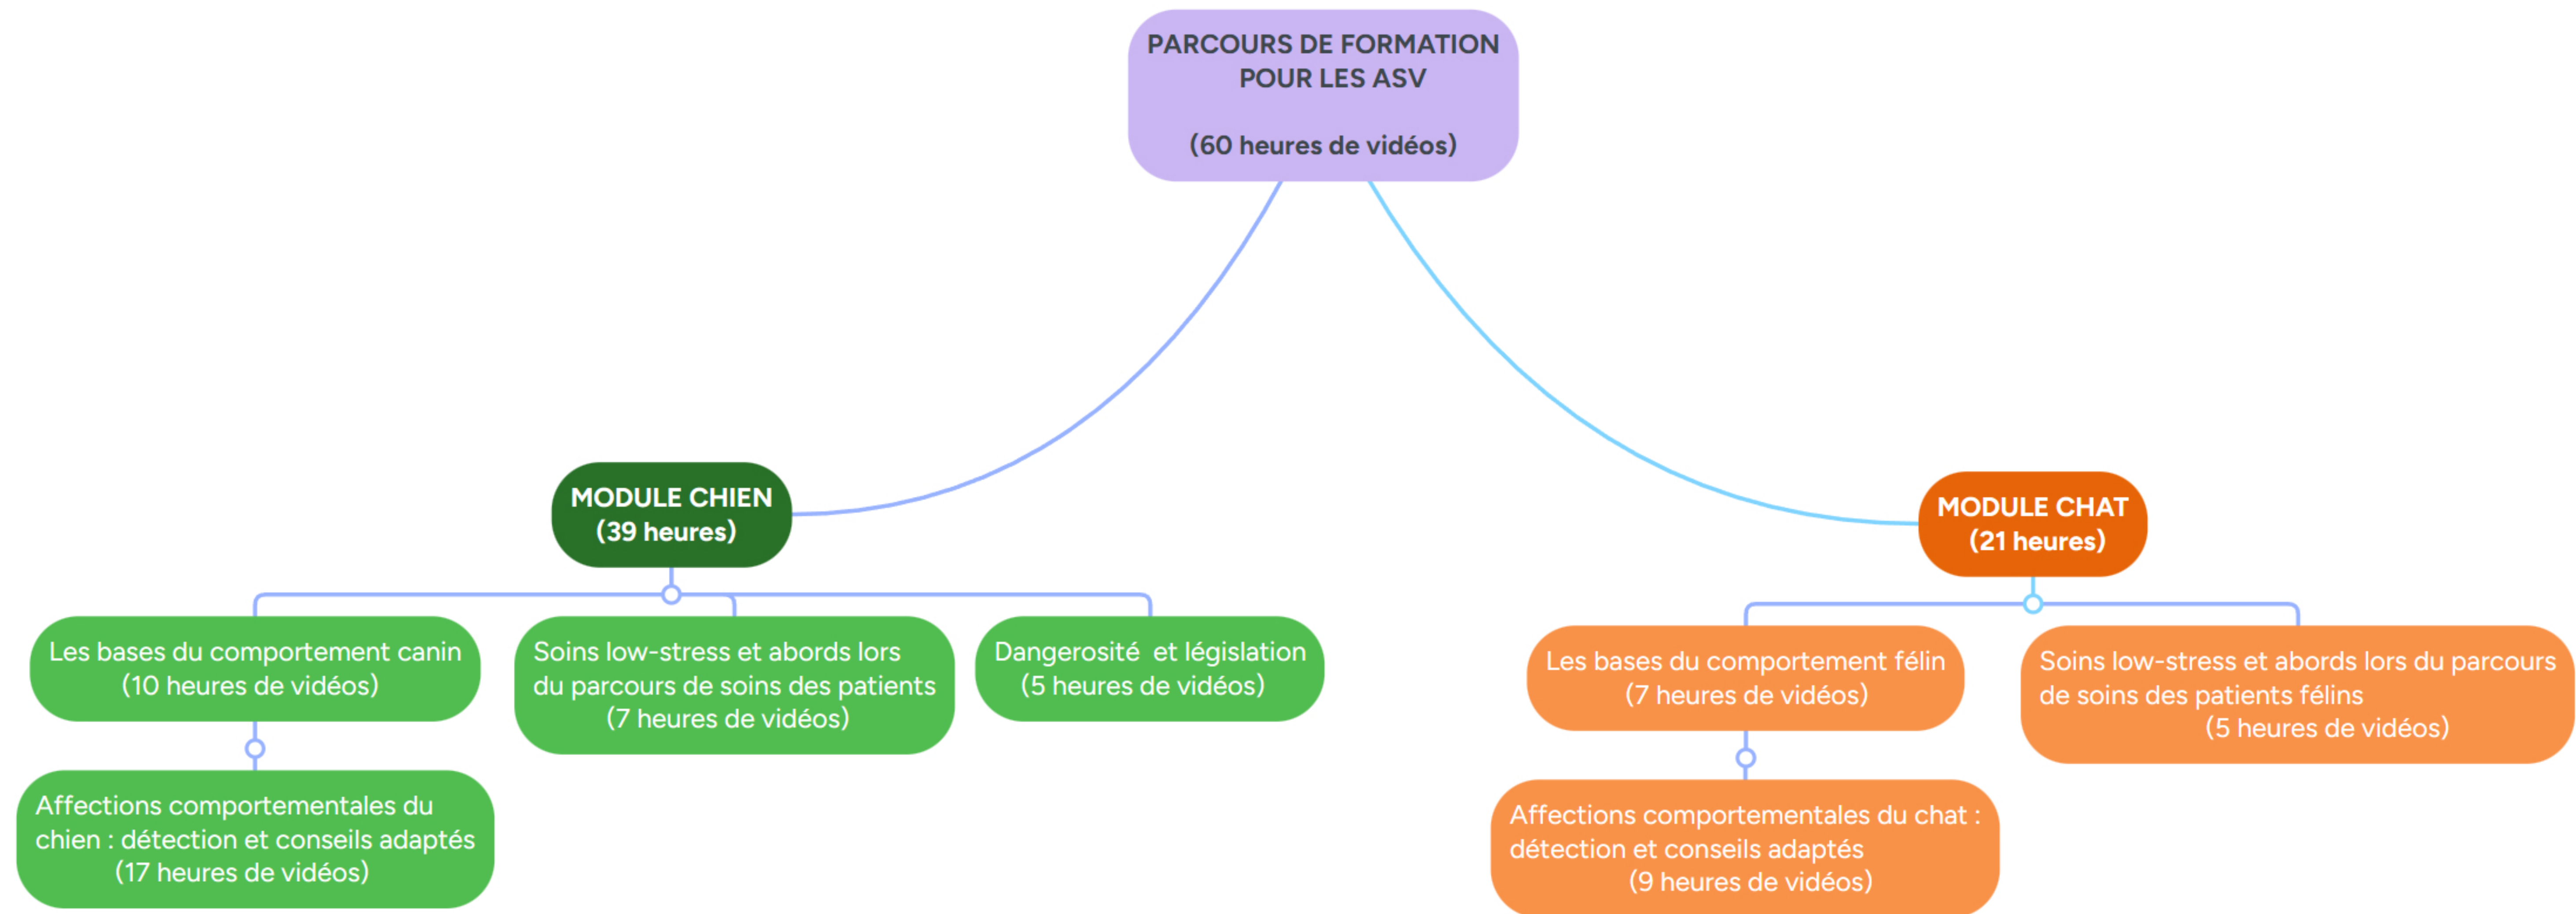 PARCOURS DE FORMATION
POUR LES ASV
(60 heures de vidéos)
MODULE CHIEN
(39 heures)
MODULE CHAT
(21 heures)
Les bases du comportement canin
(10 heures de vidéos)
Soins low-stress et abords lors
du parcours de soins des patients
(7 heures de vidéos)
Dangerosité  et législation
(5 heures de vidéos)
Les bases du comportement félin
(7 heures de vidéos)
Soins low-stress et abords lors du parcours
de soins des patients félins
(5 heures de vidéos)
Affections comportementales du
chien : détection et conseils adaptés
(17 heures de vidéos)
Affections comportementales du chat :
détection et conseils adaptés
(9 heures de vidéos)